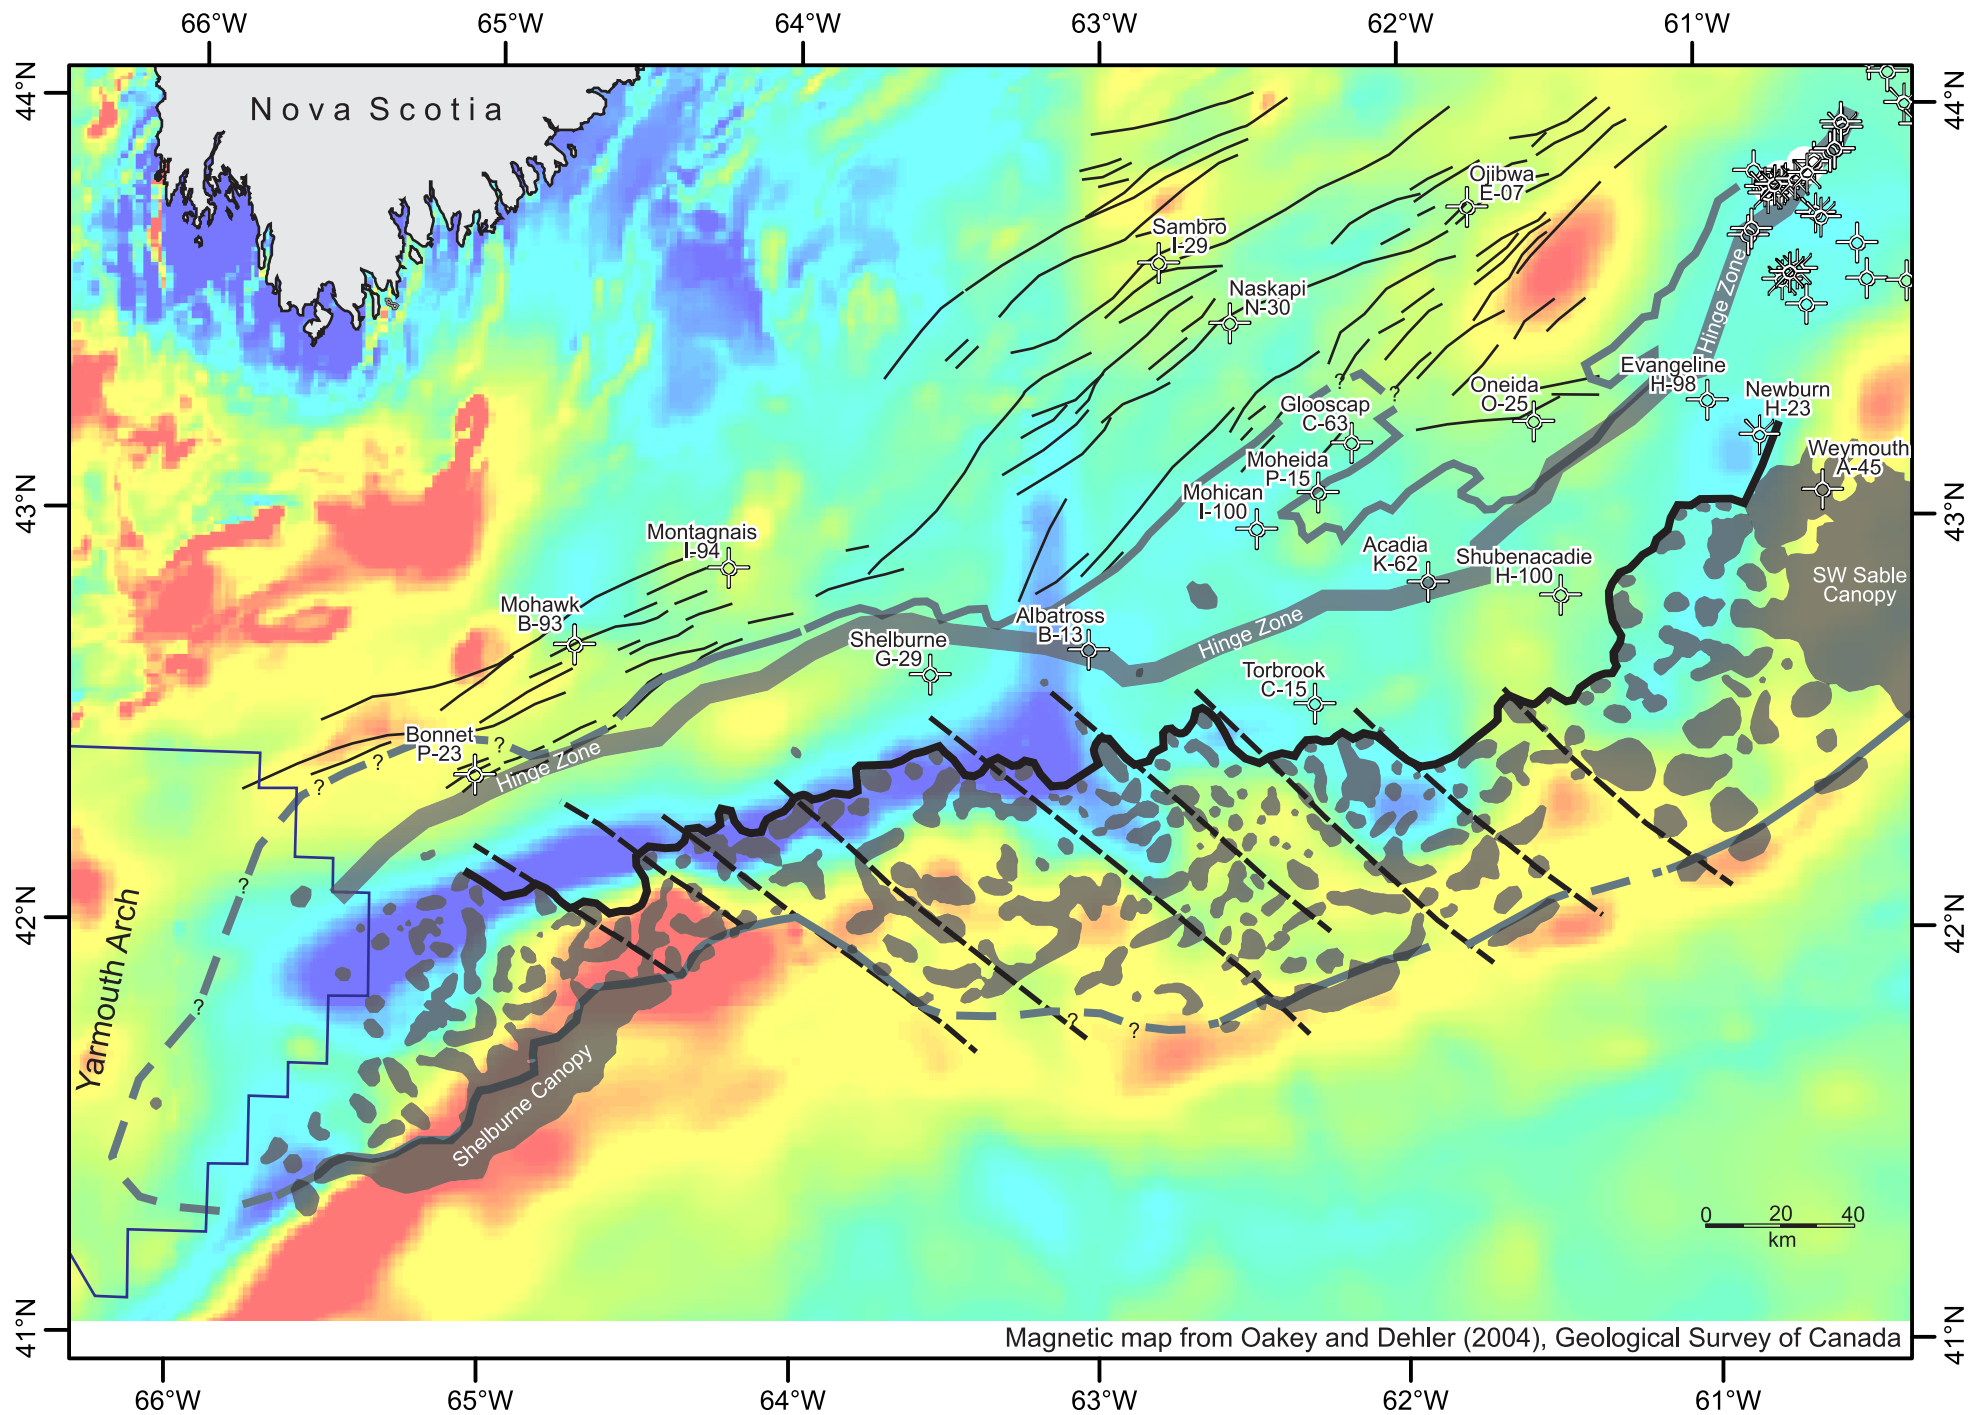 66°W 65°W 64°W 63°W 62°W 61°W
44°N
44°N
Nova Scotia
Ojibwa
E-07
Sambro
I-29
Naskapi
N-30
Hinge Zone
Evangeline
H-98
Newburn
H-23
Oneida
O-25
?
?
Glooscap
C-63
Weymouth
A-45
Moheida
P-15
Mohican
I-100
43°N
43°N
Montagnais
I-94
Acadia
K-62
Shubenacadie
H-100
SW Sable
Canopy
Mohawk
B-93
Albatross
B-13
Shelburne
G-29
Hinge Zone
Torbrook
C-15
Bonnet
P-23
?
?
?
Hinge Zone
?
42°N
42°N
Yarmouth Arch
?
?
?
Shelburne Canopy
0 20 40
km
41°N
41°N
Magnetic map from Oakey and Dehler (2004), Geological Survey of Canada
66°W 65°W 64°W 63°W 62°W 61°W